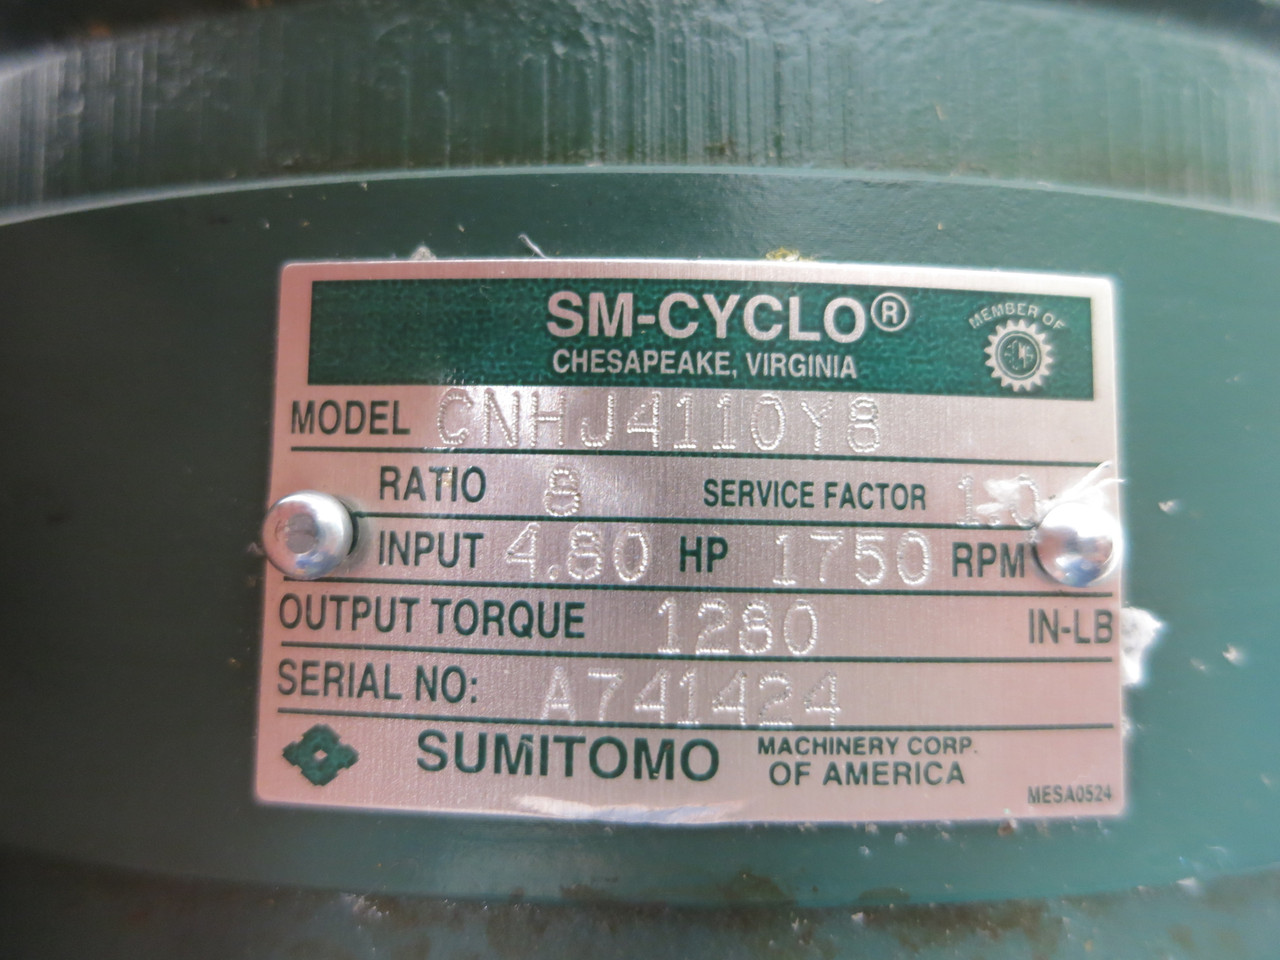 SM-CYCLO®
CHESAPEAKE, VIRGINIA
MEMBER OF
MODEL CNHJ4110Y8
RATIO 8 SERVICE FACTOR 1.0
INPUT 4.80 HP 1750 RPM
OUTPUT TORQUE 1280 IN-LB
SERIAL NO: A741424
SUMITOMO MACHINERY CORP.
OF AMERICA
MESA0524